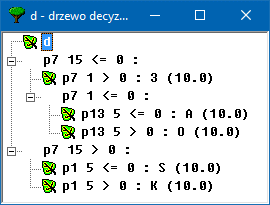 d - drzewo decyz...
d
p7 15 <= 0 :
p7 1 > 0 : 3 (10.0)
p7 1 <= 0 :
p13 5 <= 0 : A (10.0)
p13 5 > 0 : O (10.0)
p7 15 > 0 :
p1 5 <= 0 : S (10.0)
p1 5 > 0 : K (10.0)